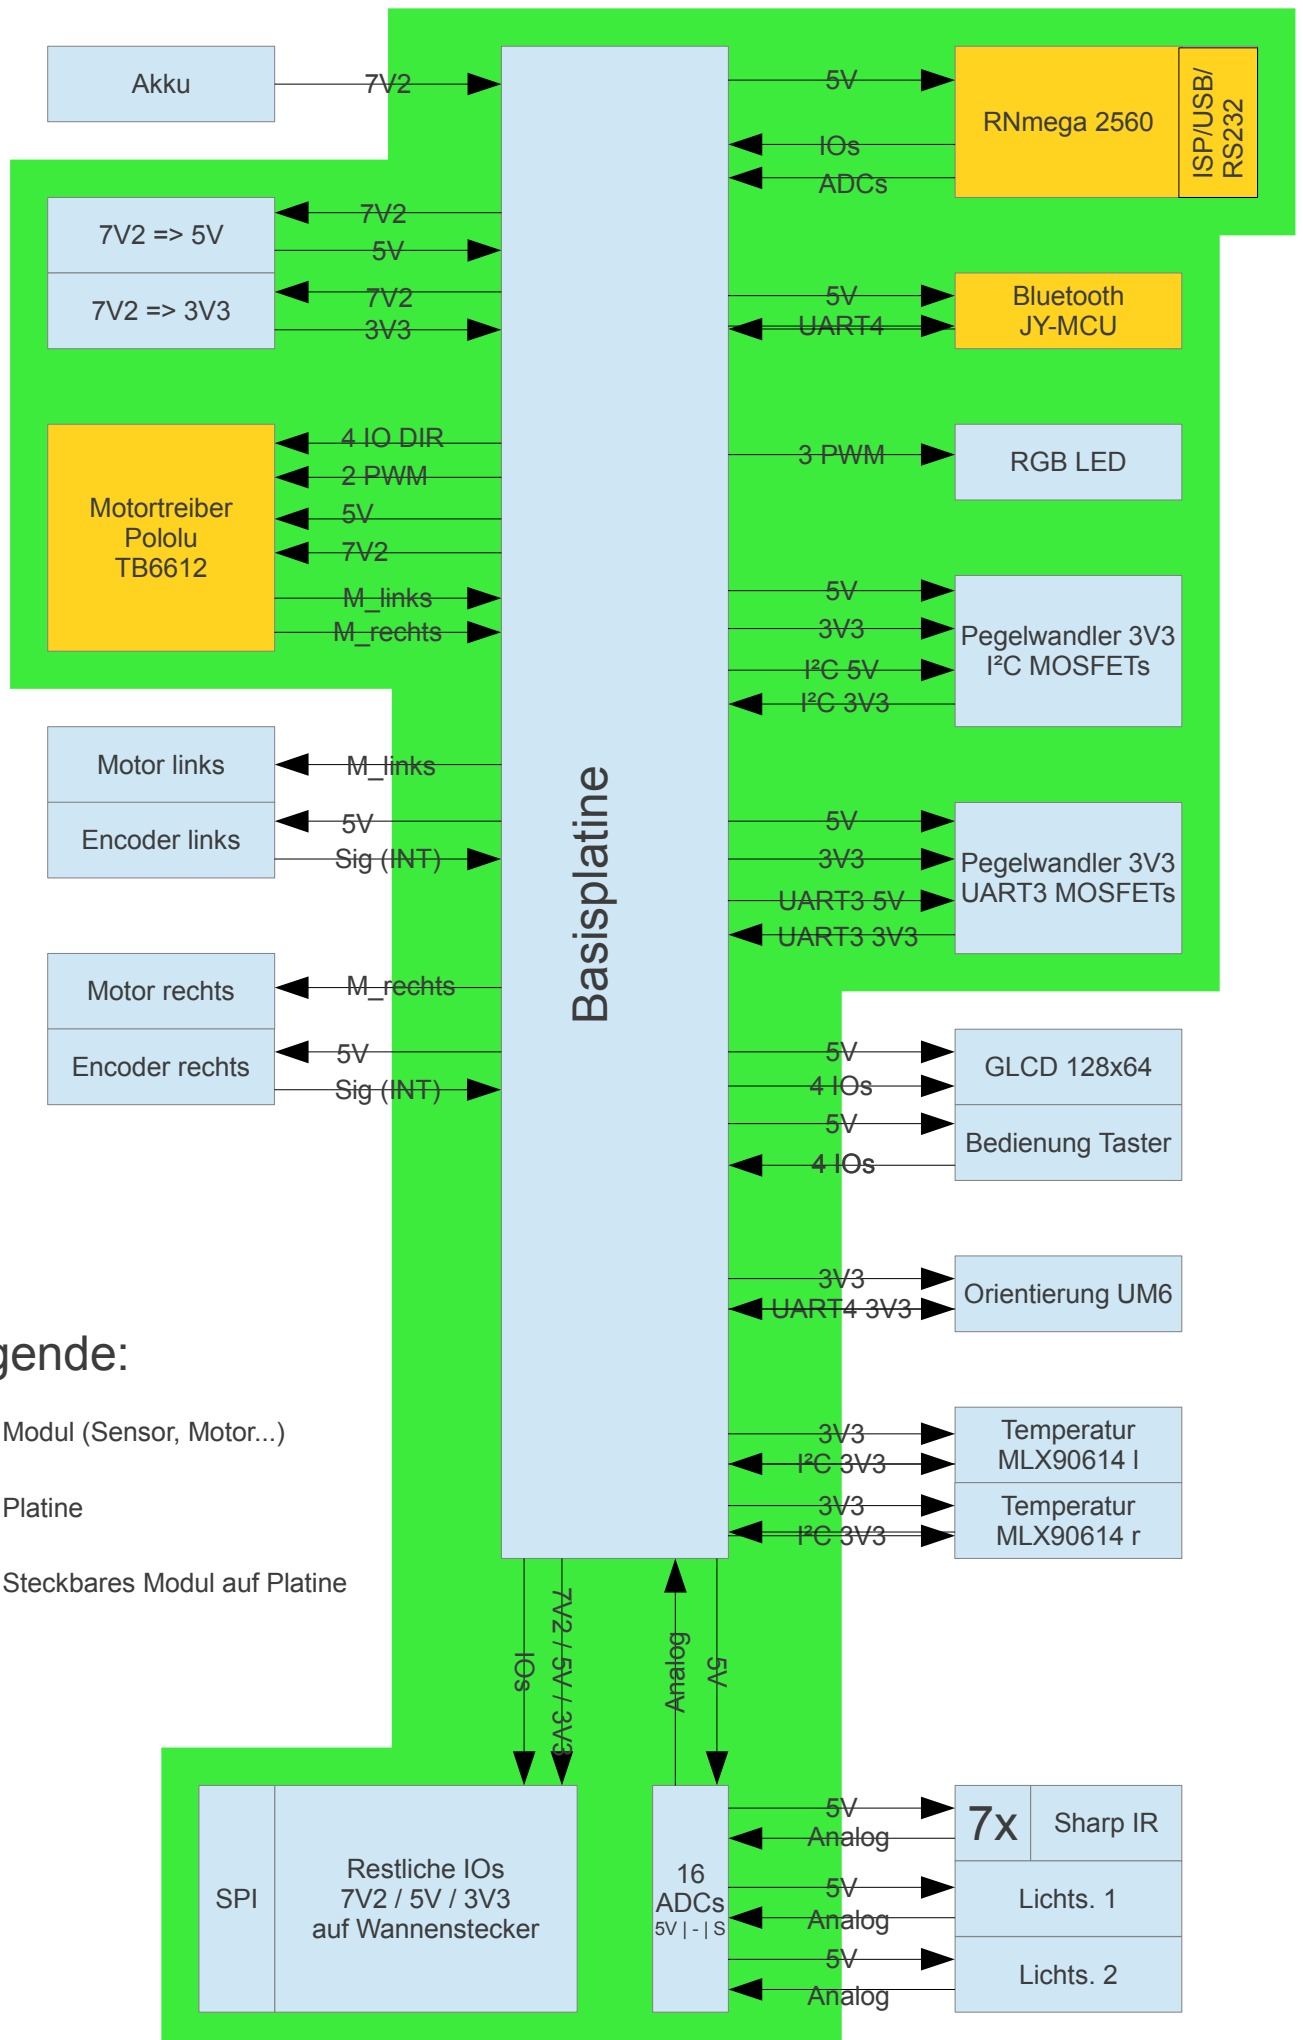 Akku
7V2
5V
RNmega 2560
ISP/USB/
RS232
IOs
ADCs
7V2 => 5V
7V2
5V
7V2 => 3V3
7V2
3V3
5V
UART4
Bluetooth
JY-MCU
Motortreiber
Pololu
TB6612
4 IO DIR
2 PWM
5V
7V2
M_links
M_rechts
3 PWM
RGB LED
5V
3V3
I²C 5V
I²C 3V3
Pegelwandler 3V3
I²C MOSFETs
Motor links
M_links
Encoder links
5V
Sig (INT)
Basisplatine
5V
3V3
UART3 5V
UART3 3V3
Pegelwandler 3V3
UART3 MOSFETs
Motor rechts
M_rechts
Encoder rechts
5V
Sig (INT)
5V
4 IOs
GLCD 128x64
5V
4 IOs
Bedienung Taster
3V3
UART4 3V3
Orientierung UM6
gende:
Modul (Sensor, Motor...)
Platine
Steckbares Modul auf Platine
3V3
I²C 3V3
Temperatur
MLX90614 l
3V3
I²C 3V3
Temperatur
MLX90614 r
IOs
7V2 / 5V / 3V3
Analog
5V
SPI
Restliche IOs
7V2 / 5V / 3V3
auf Wannenstecker
16
ADCs
5V | - | S
5V
Analog
7x
Sharp IR
5V
Analog
Lichts. 1
5V
Analog
Lichts. 2